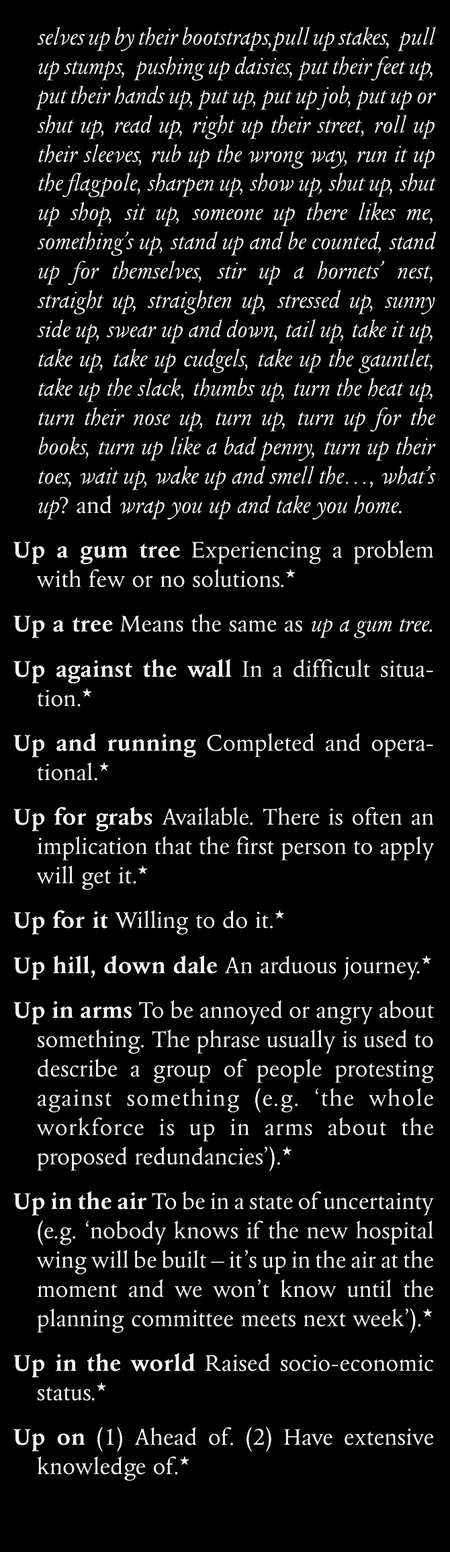 selves up by their bootstraps,pull up stakes, pull
up stumps, pushing up daisies, put their feet up,
put their hands up, put up, put up job, put up or
shut up, read up, right up their street, roll up
their sleeves, rub up the wrong way, run it up
the flagpole, sharpen up, show up, shut up, shut
up shop, sit up, someone up there likes me,
something's up, stand up and be counted, stand
up for themselves, stir up a hornets' nest,
straight up, straighten up, stressed up, sunny
side up, swear up and down, tail up, take it up,
take up, take up cudgels, take up the gauntlet,
take up the slack, thumbs up, turn the heat up,
turn their nose up, turn up, turn up for the
books, turn up like a bad penny, turn up their
toes, wait up, wake up and smell the..., what's
up? and wrap you up and take you home.
Up a gum tree Experiencing a problem
with few or no solutions.★
Up a tree Means the same as up a gum tree.
Up against the wall In a difficult situa-
tion.★
Up and running Completed and opera-
tional.★
Up for grabs Available. There is often an
implication that the first person to apply
will get it.★
Up for it Willing to do it.★
Up hill, down dale An arduous journey.★
Up in arms To be annoyed or angry about
something. The phrase usually is used to
describe a group of people protesting
against something (e.g. 'the whole
workforce is up in arms about the
proposed redundancies').★
Up in the air To be in a state of uncertainty
(e.g. 'nobody knows if the new hospital
wing will be built – it's up in the air at the
moment and we won't know until the
planning committee meets next week').★
Up in the world Raised socio-economic
status.★
Up on (1) Ahead of. (2) Have extensive
knowledge of.★